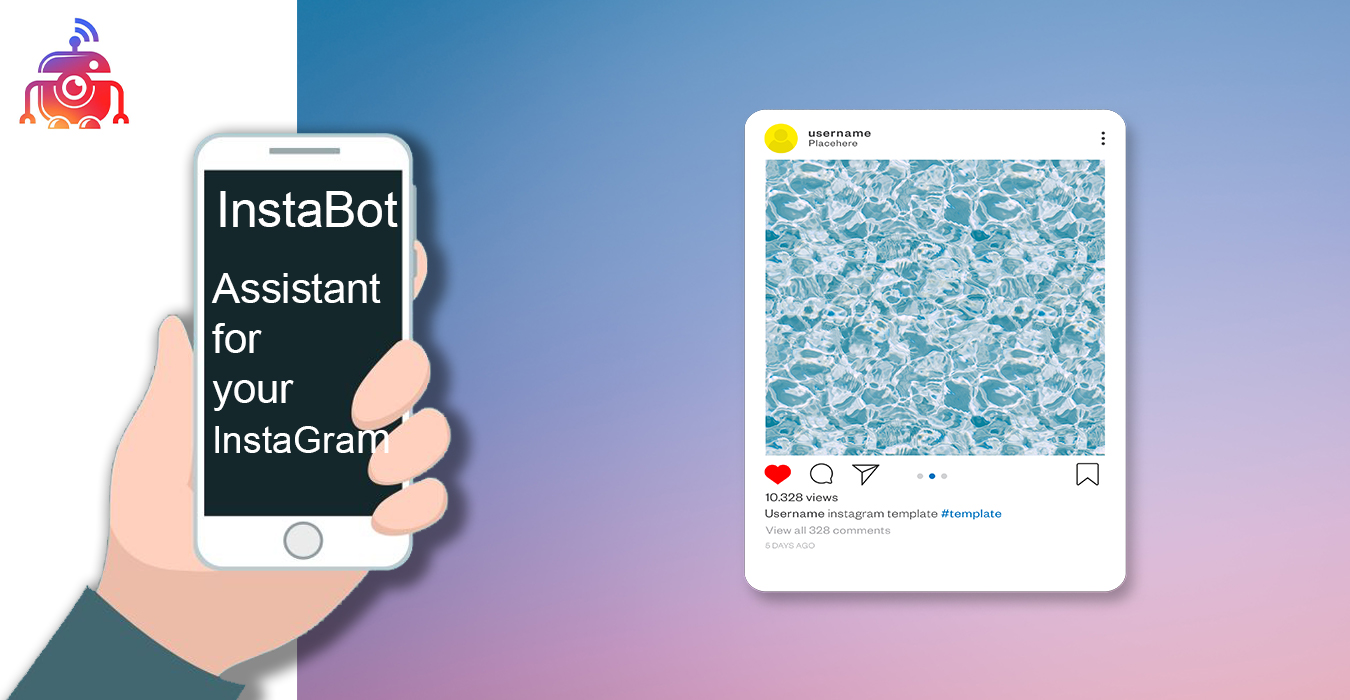 InstaBot
Assistant
for
your
InstaGram
username
Placehere
10.328 views
Username instagram template #template
View all 328 comments
5 DAYS AGO